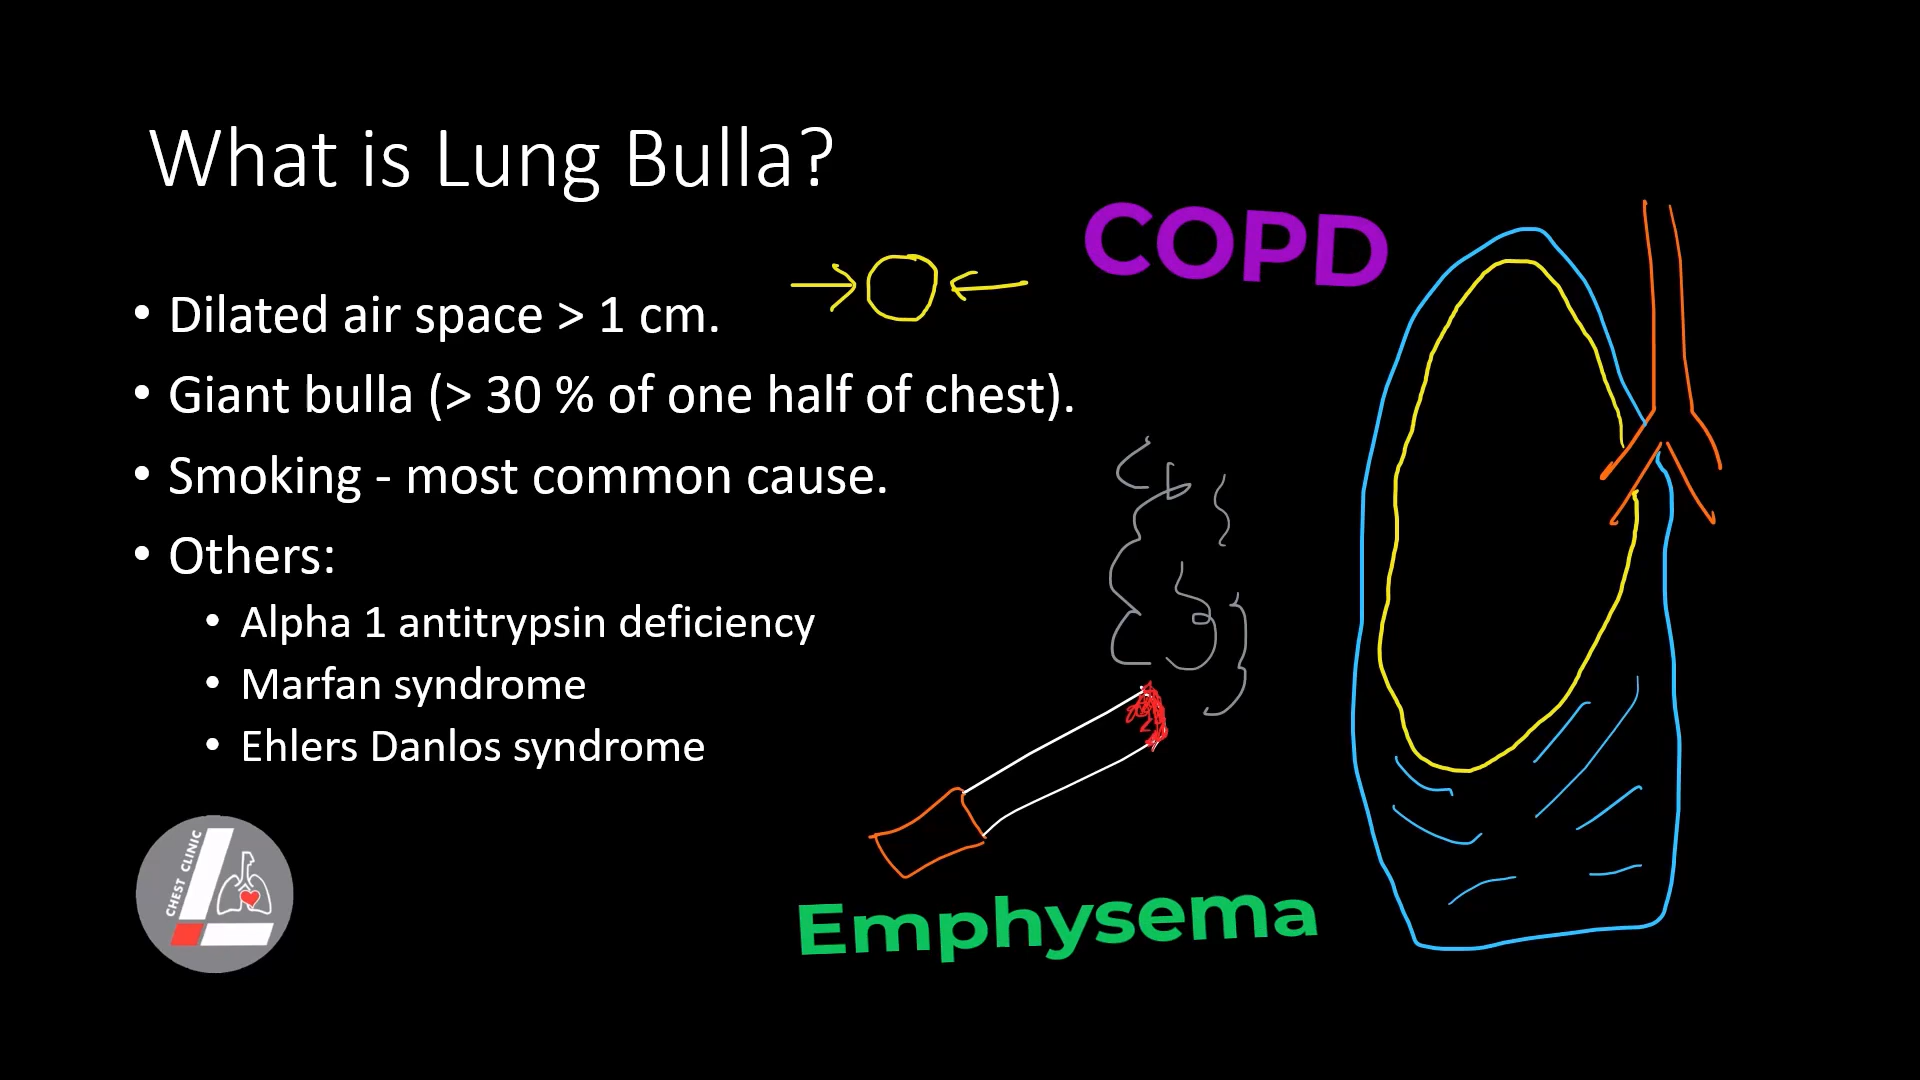 What is Lung Bulla?
COPD
• Dilated air space > 1 cm.
• Giant bulla (> 30 % of one half of chest).
• Smoking - most common cause.
• Others:
• Alpha 1 antitrypsin deficiency
• Marfan syndrome
• Ehlers Danlos syndrome
CHEST CLINIC
Emphysema